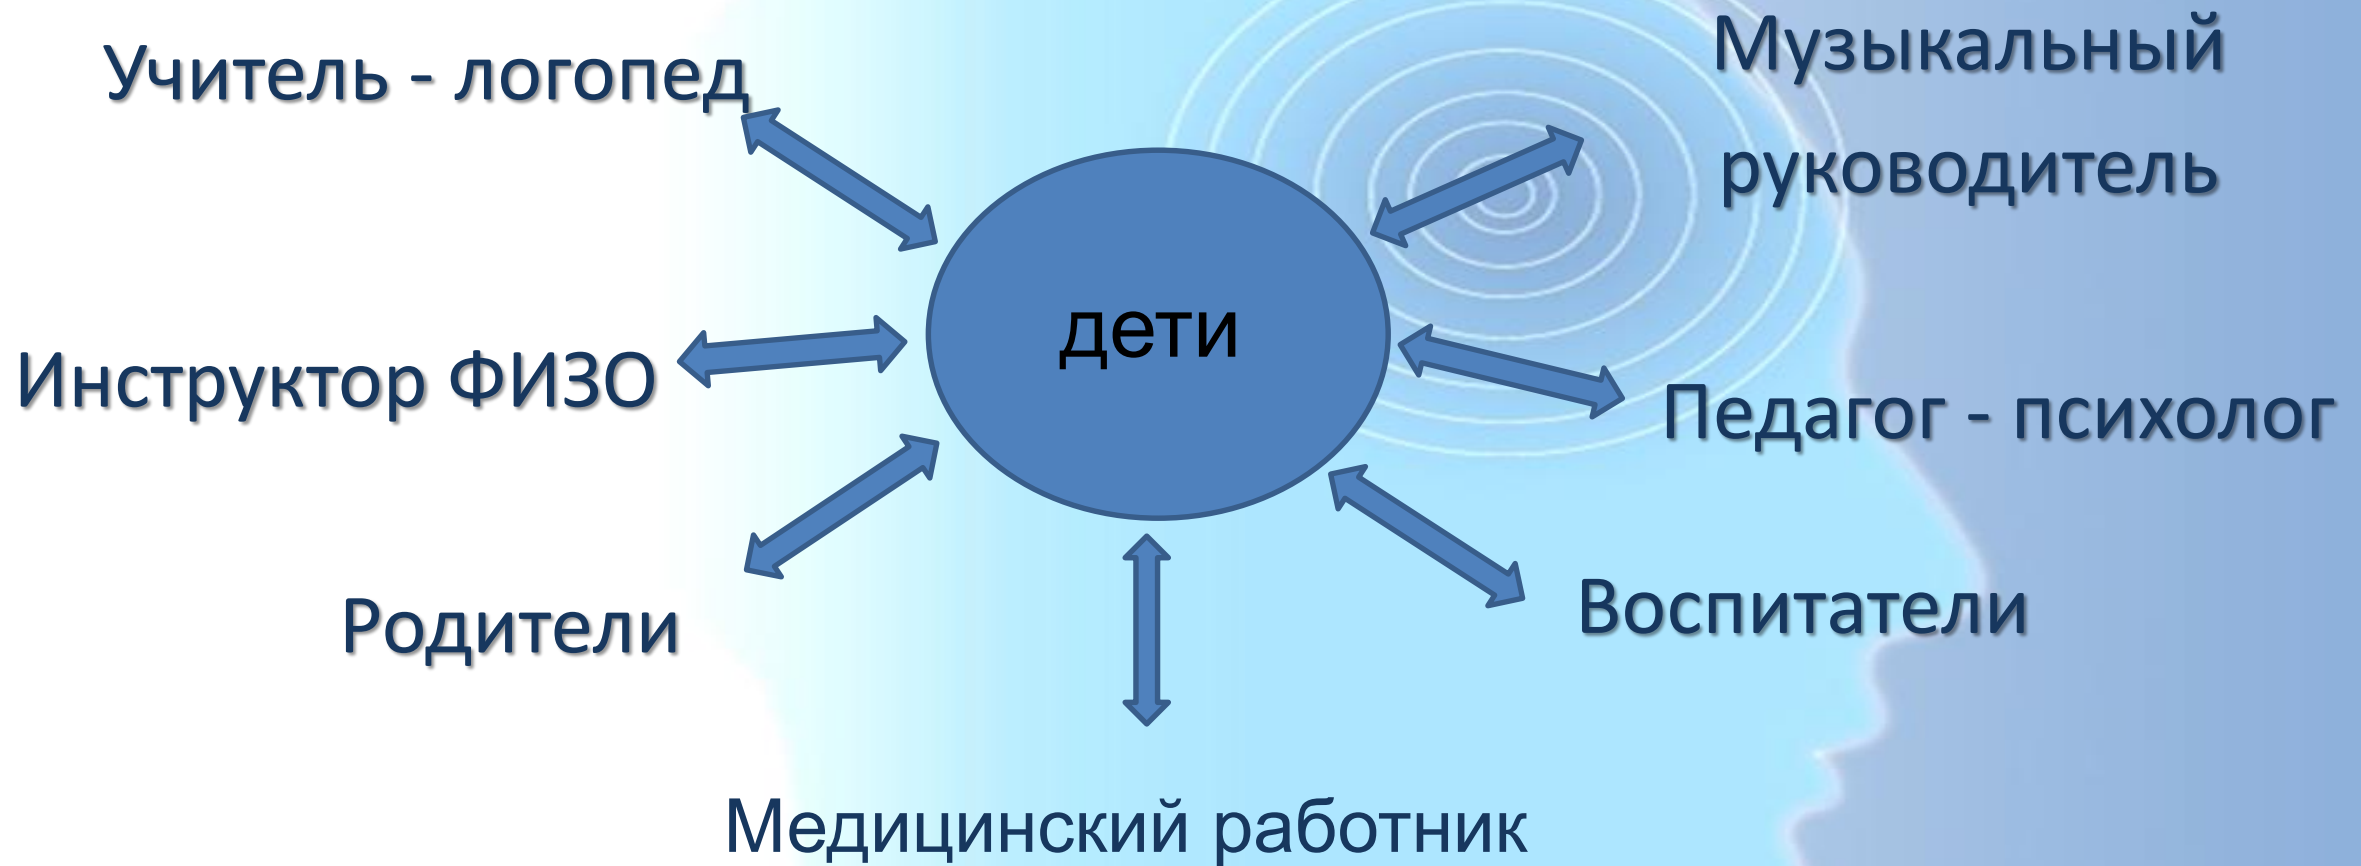 Учитель - логопед
Музыкальный
руководитель
дети
Инструктор ФИЗО
Педагог - психолог
Родители
Воспитатели
Медицинский работник